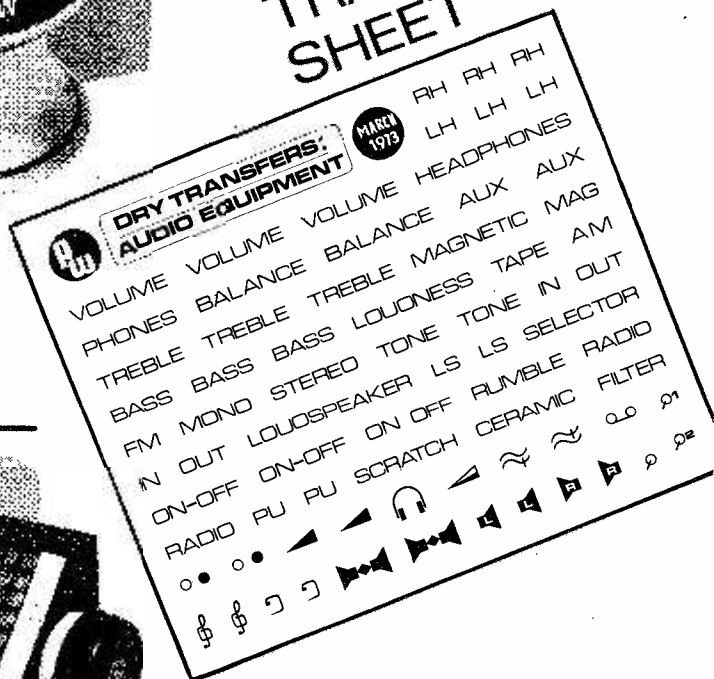 SHEET
RH RH RH
LH LH LH
MARCH
1973
PW
DRY TRANSFERS:
AUDIO EQUIPMENT
VOLUME VOLUME VOLUME HEADPHONES
PHONES BALANCE BALANCE AUX AUX
TREBLE TREBLE TREBLE MAGNETIC MAG
BASS BASS BASS LOUDNESS TAPE AM
FM MONO STEREO TONE TONE IN OUT
IN OUT LOUDSPEAKER LS LS SELECTOR
ON-OFF ON-OFF ON OFF RUMBLE RADIO
RADIO PU PU SCRATCH CERAMIC FILTER
1
L L R R 2